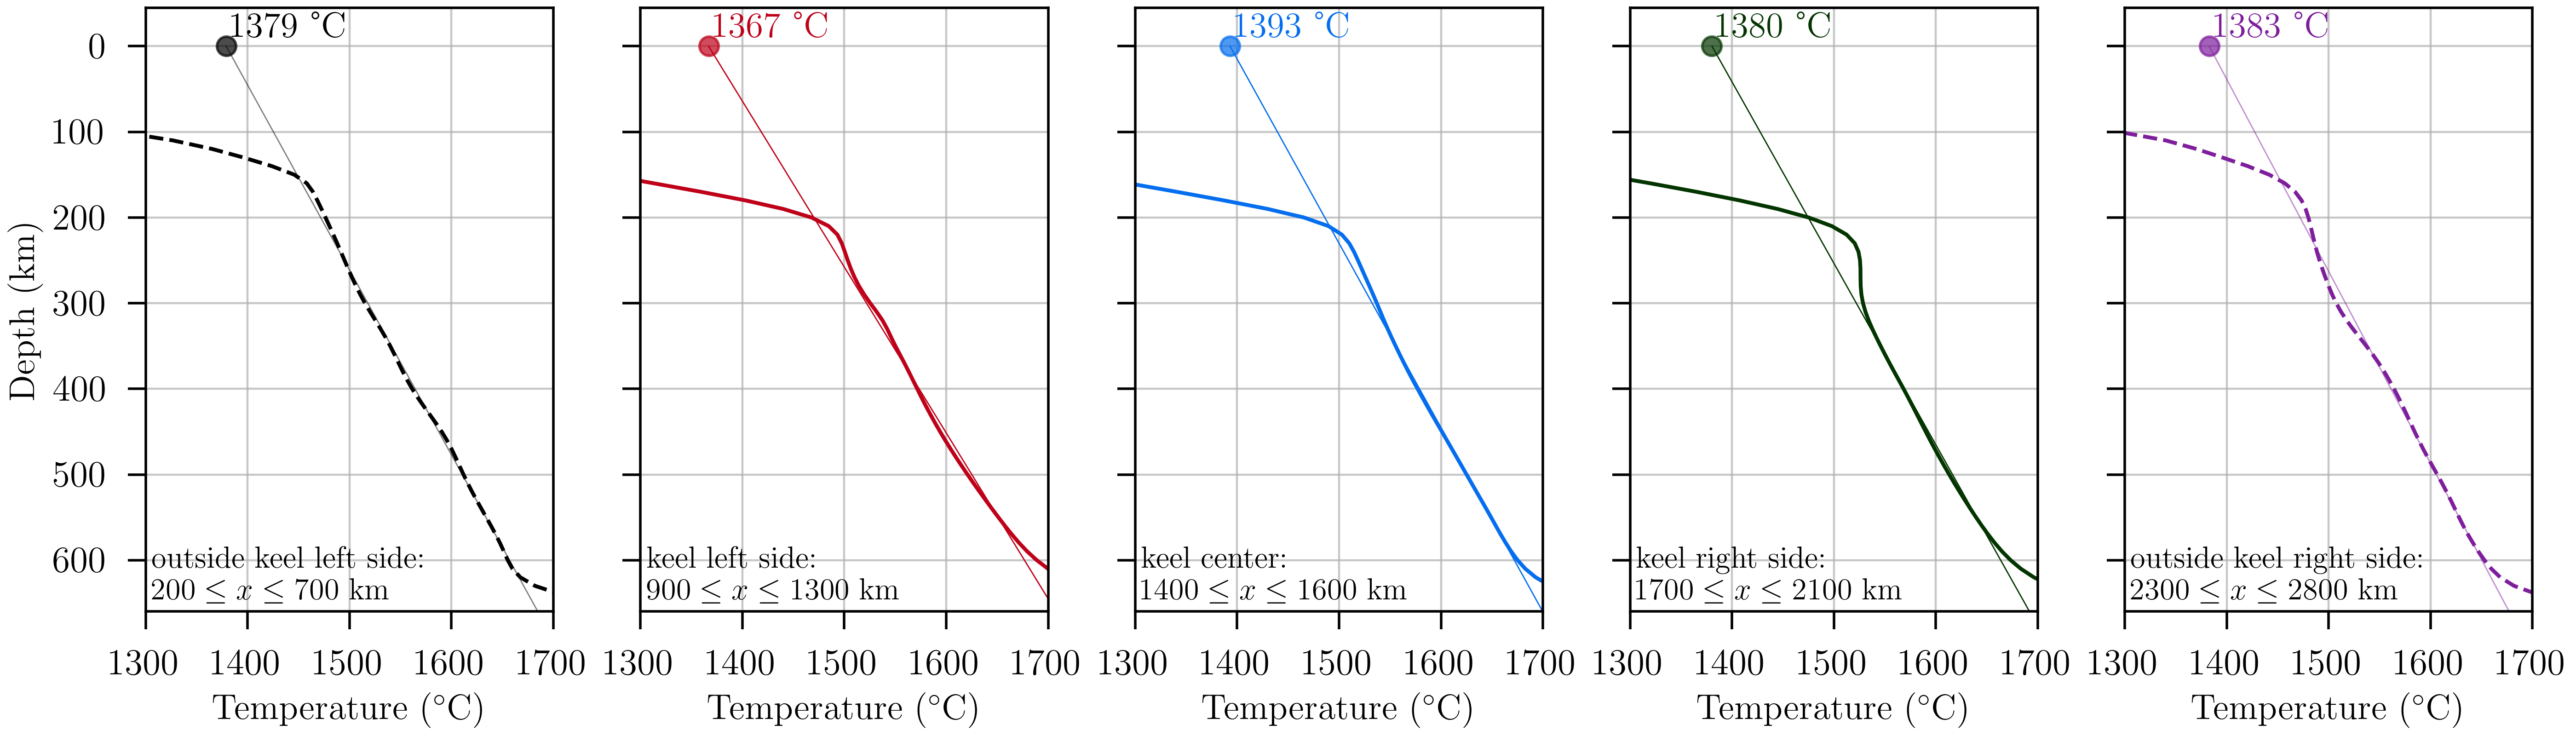 1379 °C
1367 °C
1393 °C
1380 °C
1383 °C
0
100
200
300
400
500
600
Depth (km)
outside keel left side:
200 ≤ x ≤ 700 km
keel left side:
900 ≤ x ≤ 1300 km
keel center:
1400 ≤ x ≤ 1600 km
keel right side:
1700 ≤ x ≤ 2100 km
outside keel right side:
2300 ≤ x ≤ 2800 km
1300 1400 1500 1600 1700
1300 1400 1500 1600 1700
1300 1400 1500 1600 1700
1300 1400 1500 1600 1700
1300 1400 1500 1600 1700
Temperature (°C)
Temperature (°C)
Temperature (°C)
Temperature (°C)
Temperature (°C)